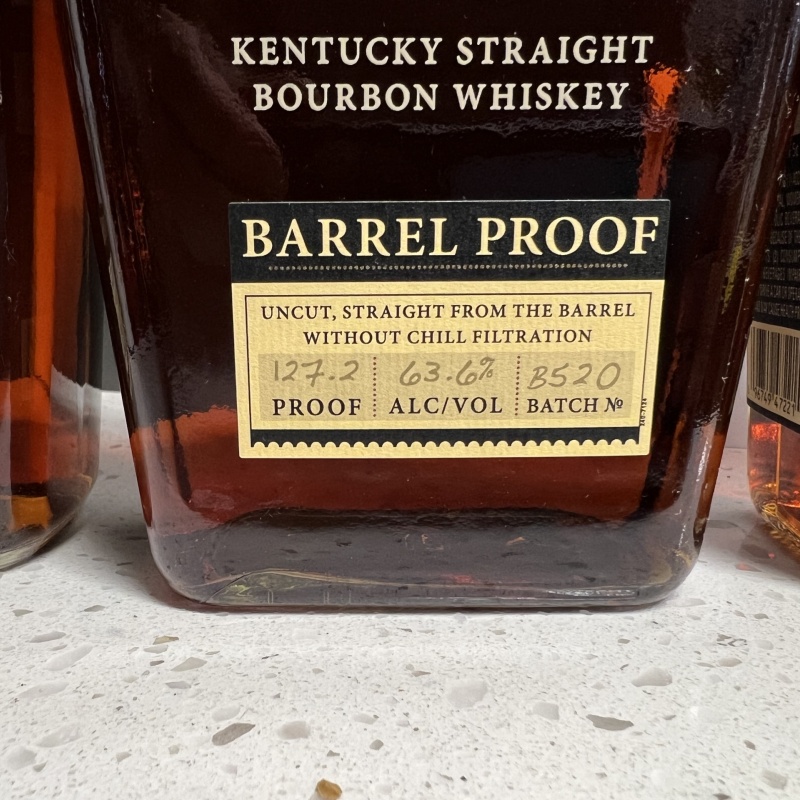 KENTUCKY STRAIGHT
BOURBON WHISKEY
BARREL PROOF
UNCUT, STRAIGHT FROM THE BARREL
WITHOUT CHILL FILTRATION
127.2 63.6% B520
PROOF ALC/VOL BATCH №